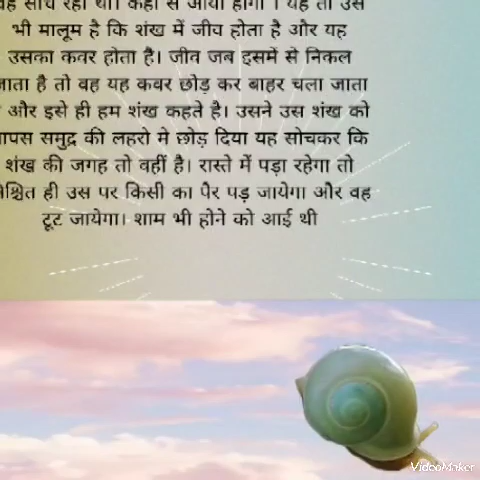 सोच रहा था। कहां से आया होगा । यह तो उसे
भी मालूम है कि शंख में जीव होता है और यह
उसका कवर होता है। जीव जब इसमें से निकल
जाता है तो वह यह कवर छोड़ कर बाहर चला जाता
और इसे ही हम शंख कहते है। उसने उस शंख को
वापस समुद्र की लहरो मे छोड़ दिया यह सोचकर कि
शंख की जगह तो वहीं है। रास्ते में पड़ा रहेगा तो
ही उस पर किसी का पैर पड़ जायेगा और वह
टूट जायेगा। शाम भी होने को आई थी
VideoMaker